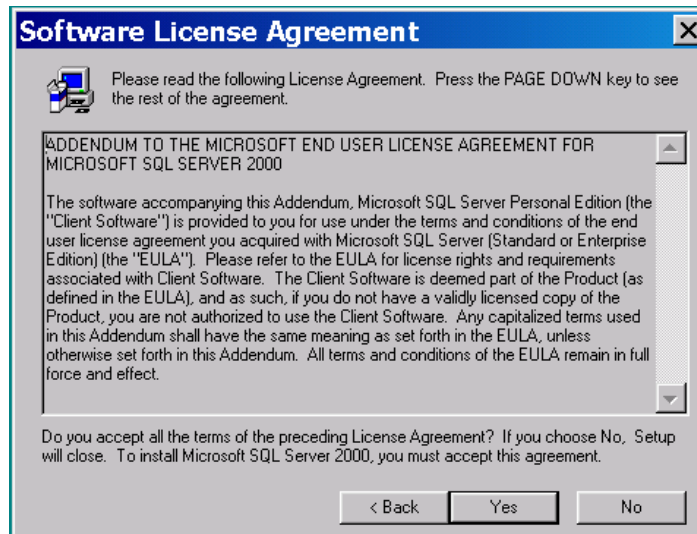 Software License Agreement
Please read the following License Agreement. Press the PAGE DOWN key to see
the rest of the agreement.
ADDENDUM TO THE MICROSOFT END USER LICENSE AGREEMENT FOR
MICROSOFT SQL SERVER 2000
The software accompanying this Addendum, Microsoft SQL Server Personal Edition (the
"Client Software") is provided to you for use under the terms and conditions of the end
user license agreement you acquired with Microsoft SQL Server (Standard or Enterprise
Edition) (the "EULA"). Please refer to the EULA for license rights and requirements
associated with Client Software. The Client Software is deemed part of the Product (as
defined in the EULA), and as such, if you do not have a validly licensed copy of the
Product, you are not authorized to use the Client Software. Any capitalized terms used
in this Addendum shall have the same meaning as set forth in the EULA, unless
otherwise set forth in this Addendum. All terms and conditions of the EULA remain in full
force and effect.
Do you accept all the terms of the preceding License Agreement? If you choose No, Setup
will close. To install Microsoft SQL Server 2000, you must accept this agreement.
< Back Yes No